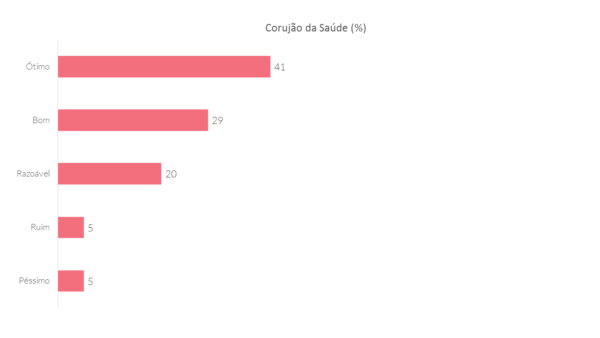 Corujão da Saúde (%)
Ótimo 41
Bom 29
Razoável 20
Ruim 5
Péssimo 5